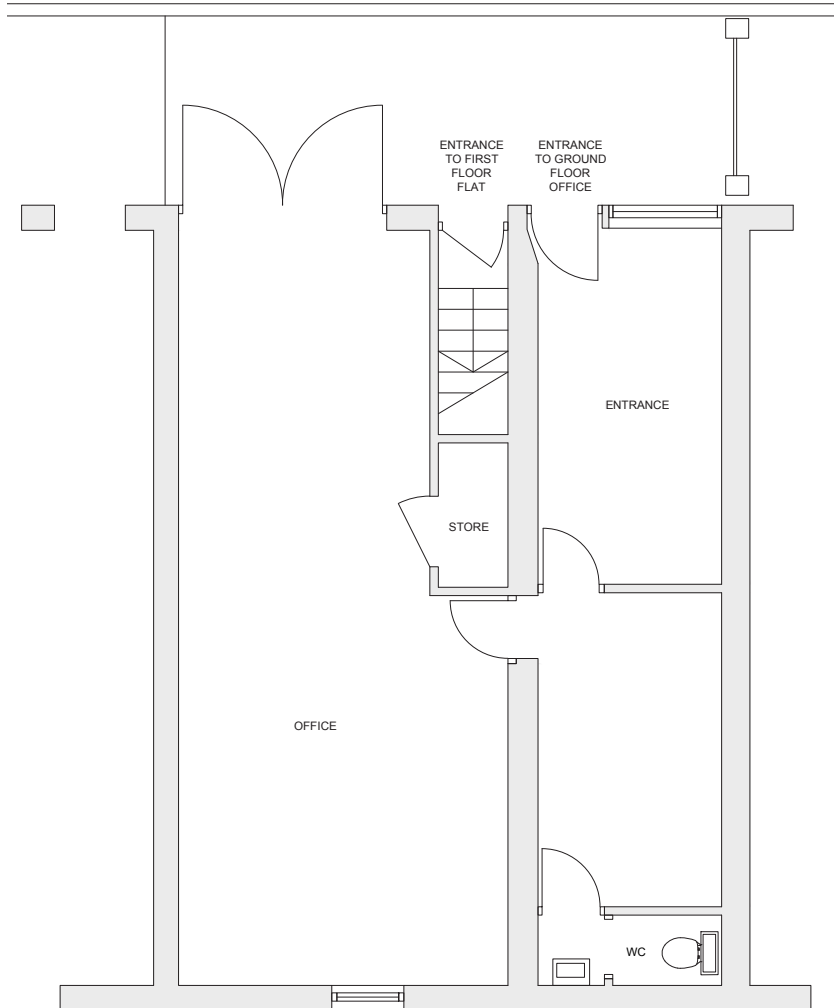 ENTRANCE
TO FIRST
FLOOR
FLAT
ENTRANCE
TO GROUND
FLOOR
OFFICE
ENTRANCE
STORE
OFFICE
WC